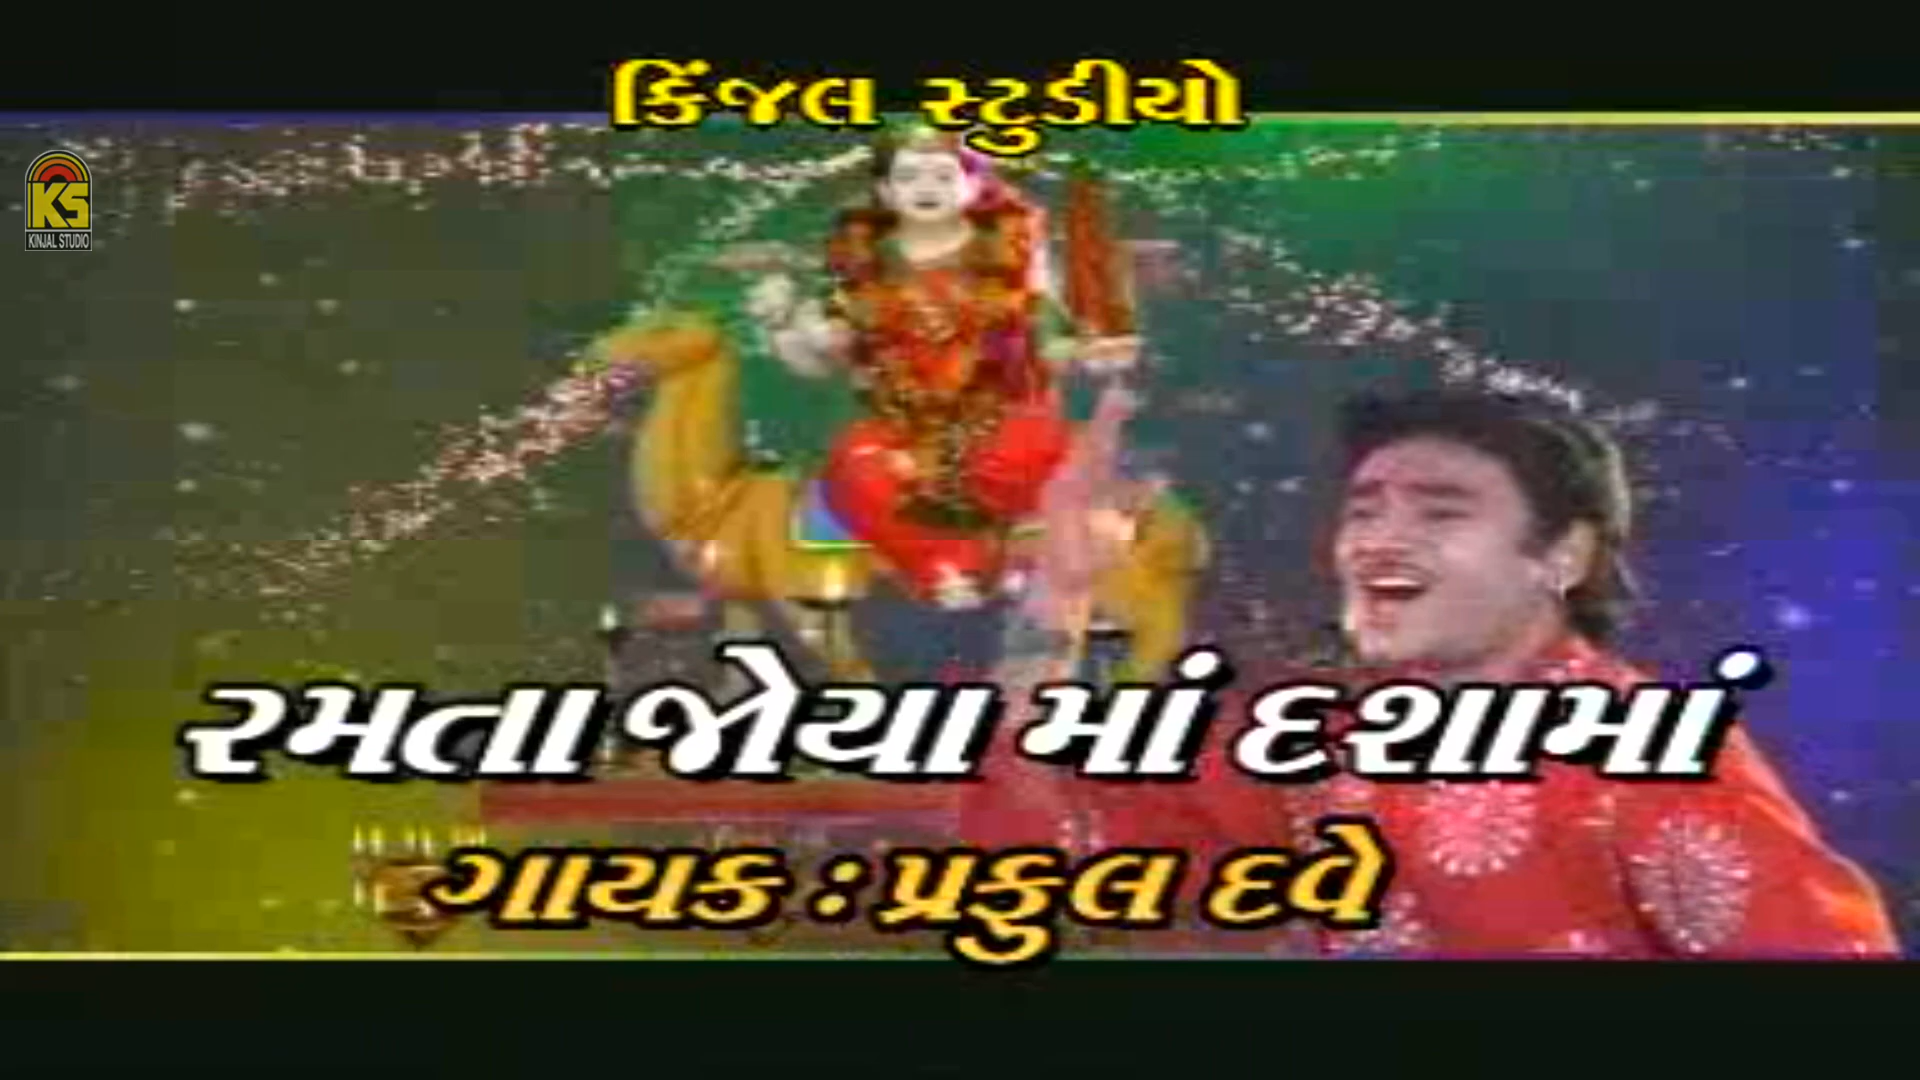 કિંજલ સ્ટુડીયો
KS
KINJAL STUDIO
રમતા જોયા માં દશામાં
ગાયક : પ્રફુલ દવે